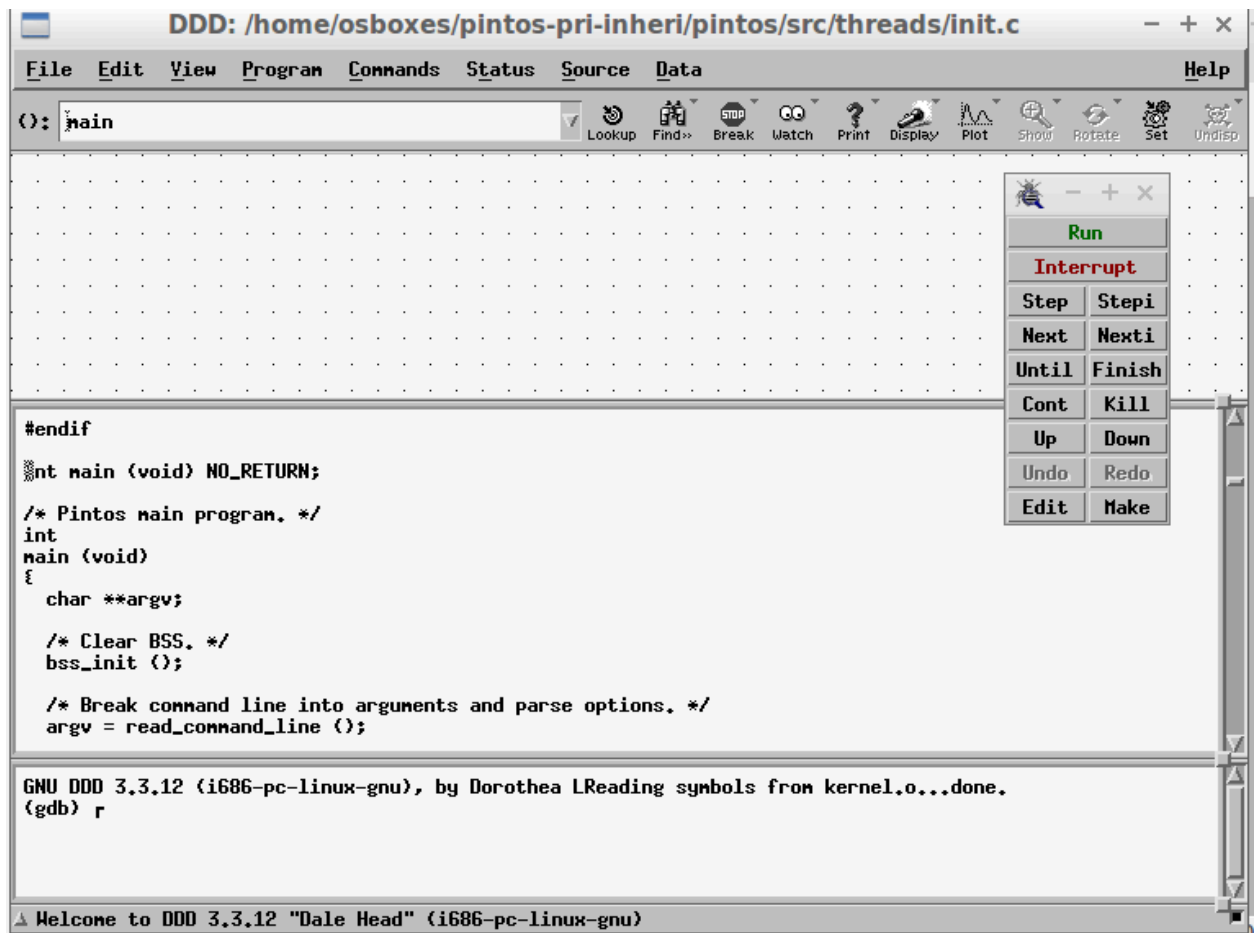 DDD: /home/osboxes/pintos-pri-inheri/pintos/src/threads/init.c
File Edit View Program Commands Status Source Data Help
(): main Lookup Find» Break Watch Print Display Plot Show Rotate Set Undisp
STOP
Run
Interrupt
Step Stepi
Next Nexti
Until Finish
Cont Kill
Up Down
Undo Redo
Edit Make
#endif
int main (void) NO_RETURN;
/* Pintos main program. */
int
main (void)
{
char **argv;
/* Clear BSS. */
bss_init ();
/* Break command line into arguments and parse options. */
argv = read_command_line ();
GNU DDD 3.3.12 (i686-pc-linux-gnu), by Dorothea LReading symbols from kernel.o...done.
(gdb) r
Welcome to DDD 3.3.12 "Dale Head" (i686-pc-linux-gnu)